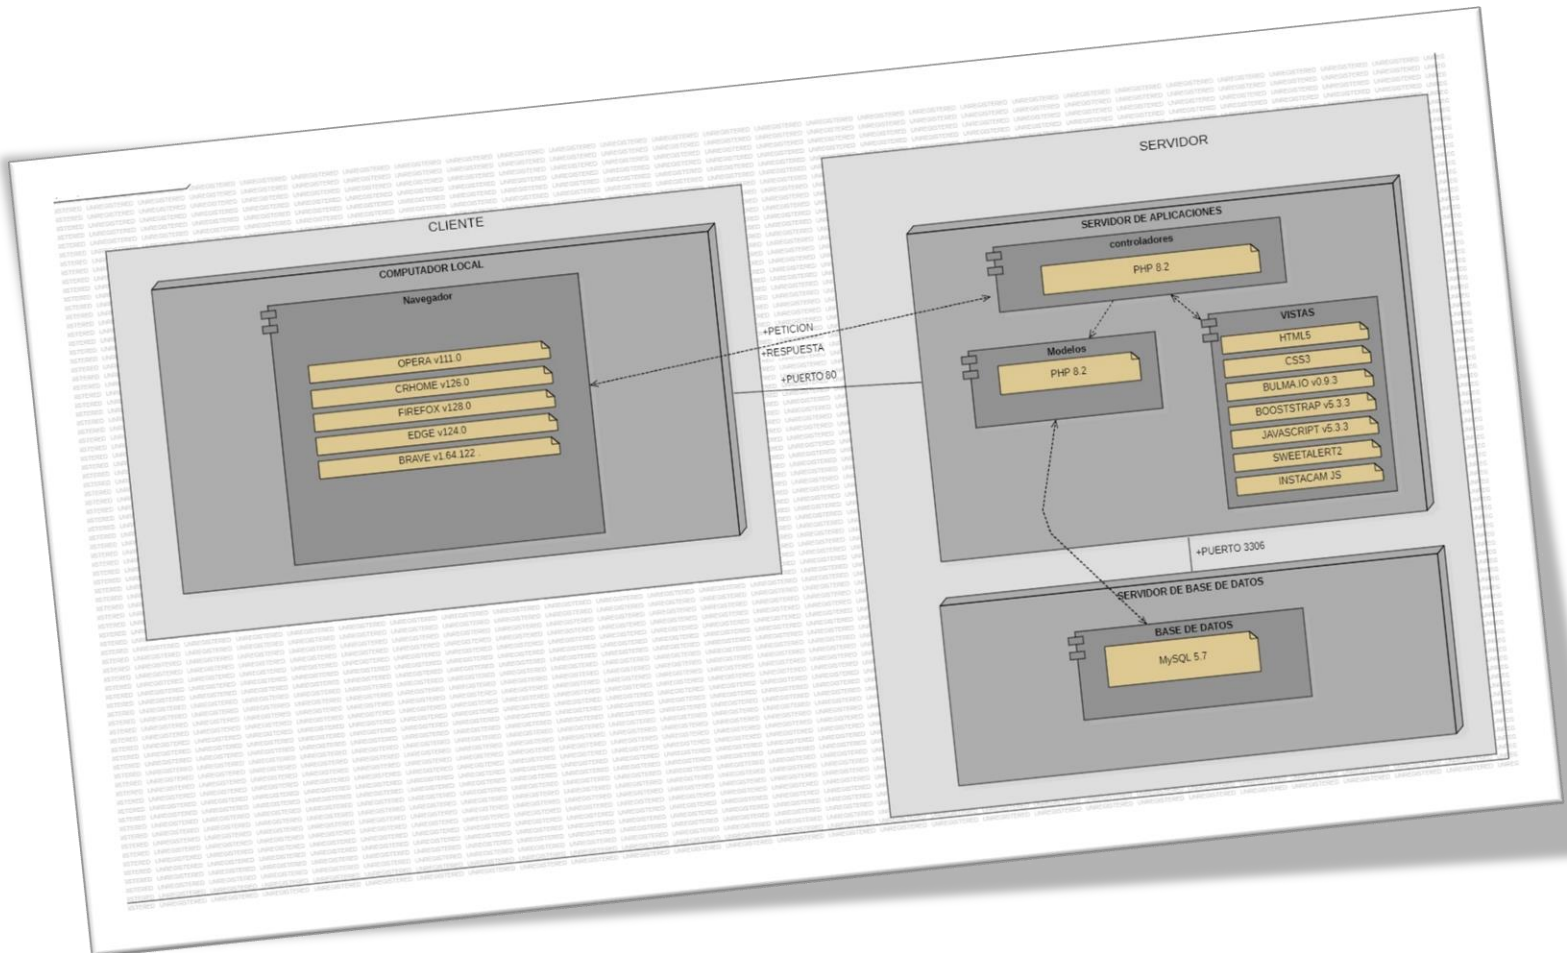 CLIENTE
COMPUTADOR LOCAL
Navegador
OPERA v111.0
CRHOME v126.0
FIREFOX v128.0
EDGE v124.0
BRAVE v1.64.122 .
+PETICION
+RESPUESTA
+PUERTO 80
SERVIDOR
SERVIDOR DE APLICACIONES
controladores
PHP 8.2
Modelos
PHP 8.2
VISTAS
HTML5
CSS3
BULMA.IO v0.9.3
BOOSTSTRAP v5.3.3
JAVASCRIPT v5.3.3
SWEETALERT2
INSTACAM JS
+PUERTO 3306
SERVIDOR DE BASE DE DATOS
BASE DE DATOS
MySQL 5.7
UNREGISTERED